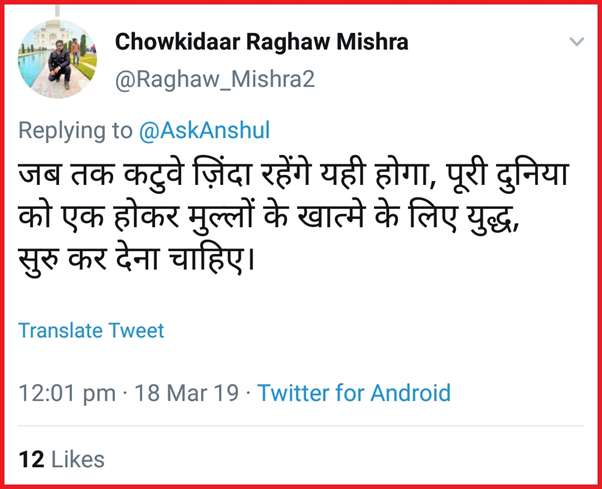 Chowkidaar Raghaw Mishra
@Raghaw_Mishra2
Replying to @AskAnshul
जब तक कटुवे ज़िंदा रहेंगे यही होगा, पूरी दुनिया
को एक होकर मुल्लों के खात्मे के लिए युद्ध,
सुरु कर देना चाहिए।
Translate Tweet
12:01 pm · 18 Mar 19 · Twitter for Android
12 Likes